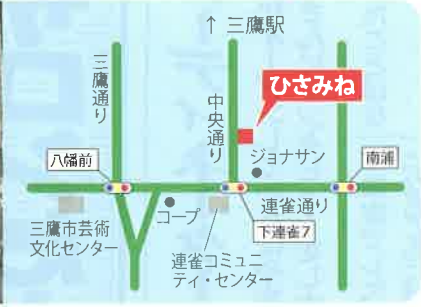 ↑ 三鷹駅
三鷹通り
中央通り
ひさみね
八幡前
ジョナサン
南浦
コープ
連雀通り
三鷹市芸術
文化センター
連雀コミュニ
ティ・センター
下連雀7